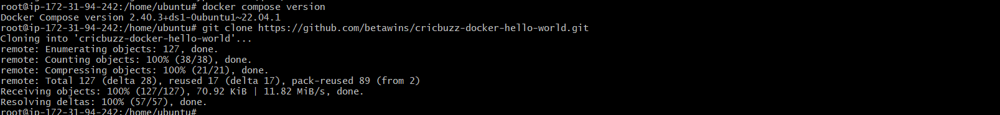 root@ip-172-31-94-242:/home/ubuntu# docker compose version
Docker Compose version 2.40.3+ds1-0ubuntu1~22.04.1
root@ip-172-31-94-242:/home/ubuntu# git clone https://github.com/betawins/cricbuzz-docker-hello-world.git
Cloning into 'cricbuzz-docker-hello-world'...
remote: Enumerating objects: 127, done.
remote: Counting objects: 100% (38/38), done.
remote: Compressing objects: 100% (21/21), done.
remote: Total 127 (delta 28), reused 17 (delta 17), pack-reused 89 (from 2)
Receiving objects: 100% (127/127), 70.92 KiB | 11.82 MiB/s, done.
Resolving deltas: 100% (57/57), done.
root@ip-172-31-94-242:/home/ubuntu#